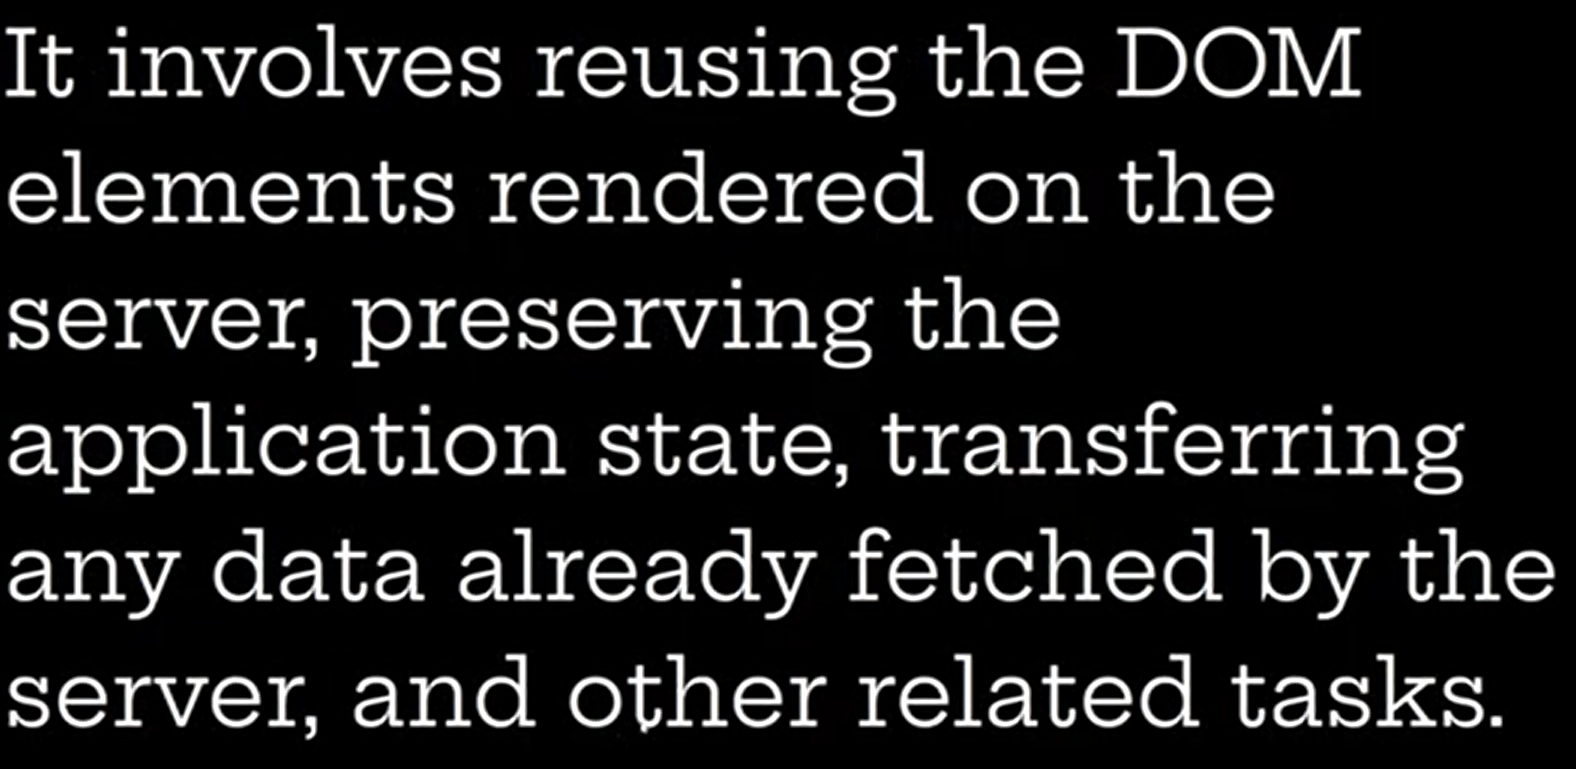 It involves reusing the DOM
elements rendered on the
server, preserving the
application state, transferring
any data already fetched by the
server, and other related tasks.